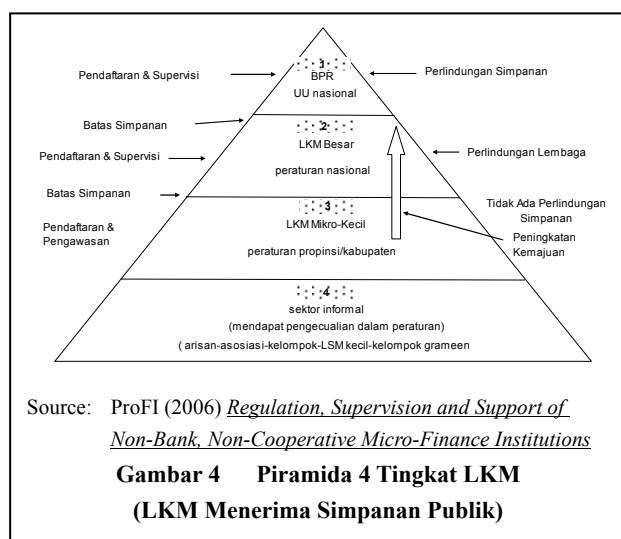 1
BPR
UU nasional
Pendaftaran & Supervisi
Perlindungan Simpanan
Batas Simpanan
2
LKM Besar
peraturan nasional
Pendaftaran & Supervisi
Perlindungan Lembaga
Batas Simpanan
3
LKM Mikro-Kecil
peraturan propinsi/kabupaten
Pendaftaran &
Pengawasan
Tidak Ada Perlindungan
Simpanan
Peningkatan
Kemajuan
4
sektor informal
(mendapat pengecualian dalam peraturan)
( arisan-asosiasi-kelompok-LSM kecil-kelompok grameen
Source: ProFI (2006) Regulation, Supervision and Support of
Non-Bank, Non-Cooperative Micro-Finance Institutions
Gambar 4 Piramida 4 Tingkat LKM
(LKM Menerima Simpanan Publik)